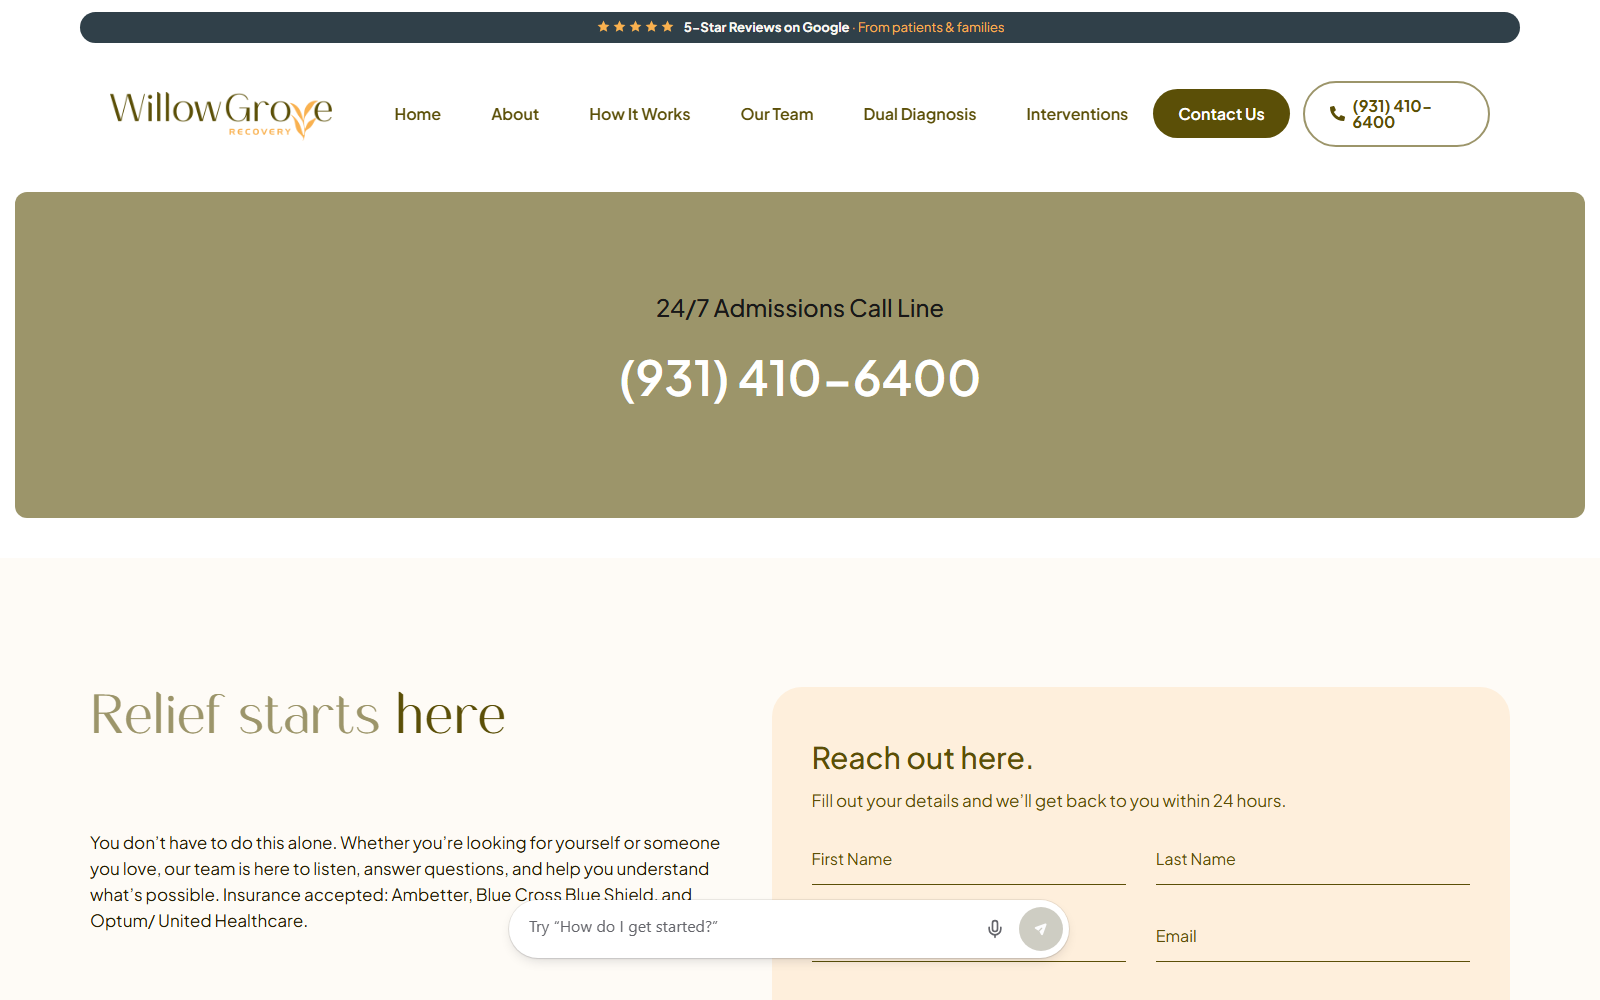 5-Star Reviews on Google · From patients & families
WillowGrove
RECOVERY
Home
About
How It Works
Our Team
Dual Diagnosis
Interventions
Contact Us
(931) 410-
6400
24/7 Admissions Call Line
(931) 410-6400
Relief starts here
You don’t have to do this alone. Whether you’re looking for yourself or someone
you love, our team is here to listen, answer questions, and help you understand
what’s possible. Insurance accepted: Ambetter, Blue Cross Blue Shield, and
Optum/ United Healthcare.
Reach out here.
Fill out your details and we’ll get back to you within 24 hours.
First Name
Last Name
Email
Try “How do I get started?”